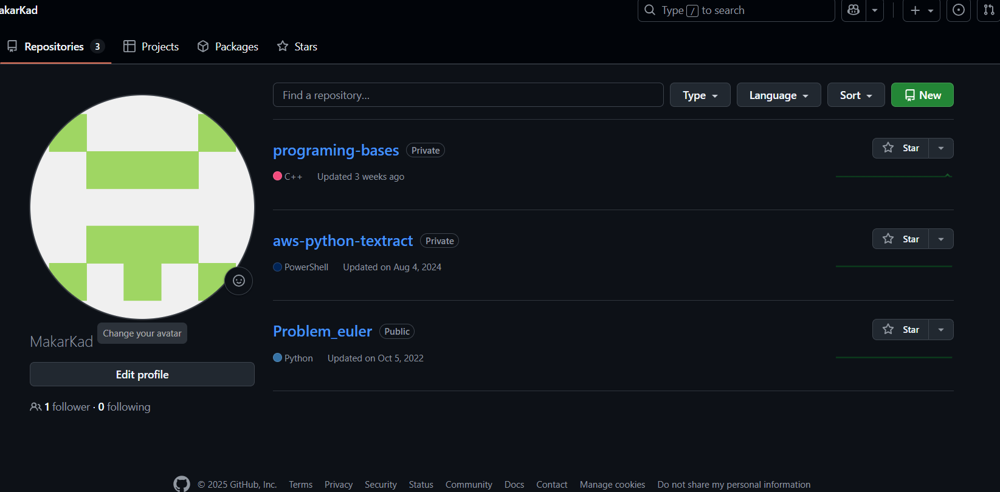 akarKad
Type / to search
Repositories 3 Projects Packages Stars
Find a repository...
Type Language Sort New
programing-bases Private Star
C++ Updated 3 weeks ago
aws-python-textract Private Star
PowerShell Updated on Aug 4, 2024
Problem_euler Public Star
Python Updated on Oct 5, 2022
Change your avatar
MakarKad
Edit profile
1 follower · 0 following
© 2025 GitHub, Inc. Terms Privacy Security Status Community Docs Contact Manage cookies Do not share my personal information